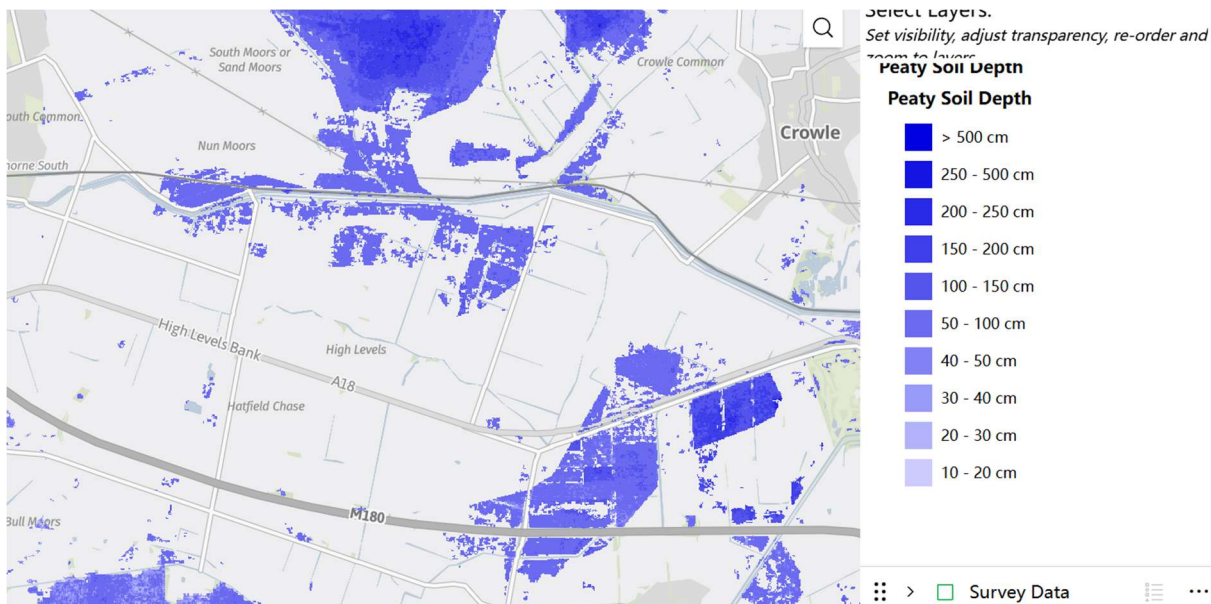 South Moors or
Sand Moors
Crowle Common
Crowle
outh Common
Nun Moors
horne South
High Levels Bank
High Levels
A18
Hatfield Chase
M180
Bull Moors
Select Layers:
Set visibility, adjust transparency, re-order and
zoom to layers
Peaty Soil Depth
Peaty Soil Depth
> 500 cm
250 - 500 cm
200 - 250 cm
150 - 200 cm
100 - 150 cm
50 - 100 cm
40 - 50 cm
30 - 40 cm
20 - 30 cm
10 - 20 cm
Survey Data